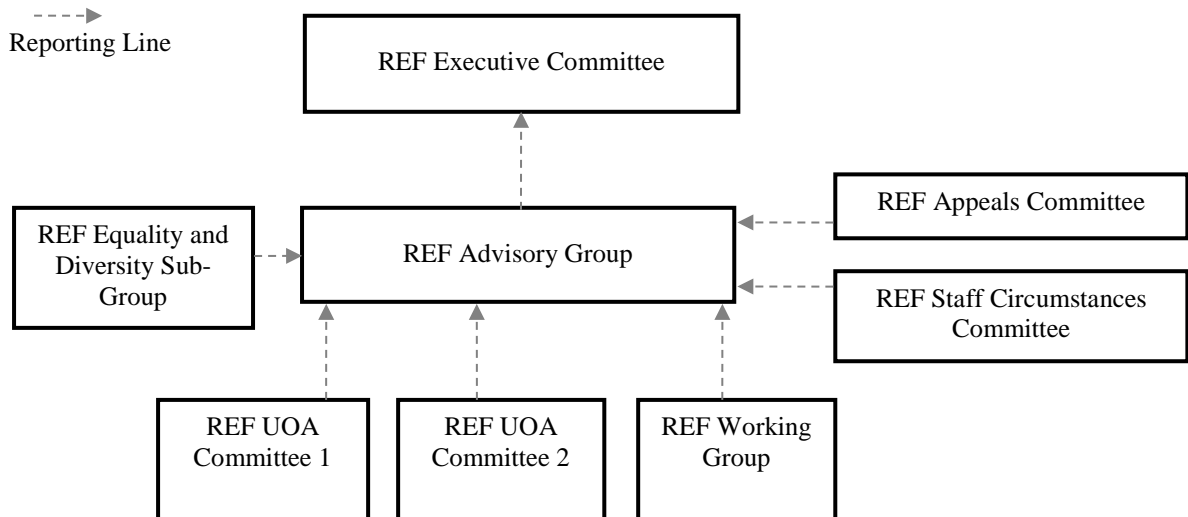 Reporting Line
REF Executive Committee
REF Appeals Committee
REF Equality and
Diversity Sub-
Group
REF Advisory Group
REF Staff Circumstances
Committee
REF UOA
Committee 1
REF UOA
Committee 2
REF Working
Group